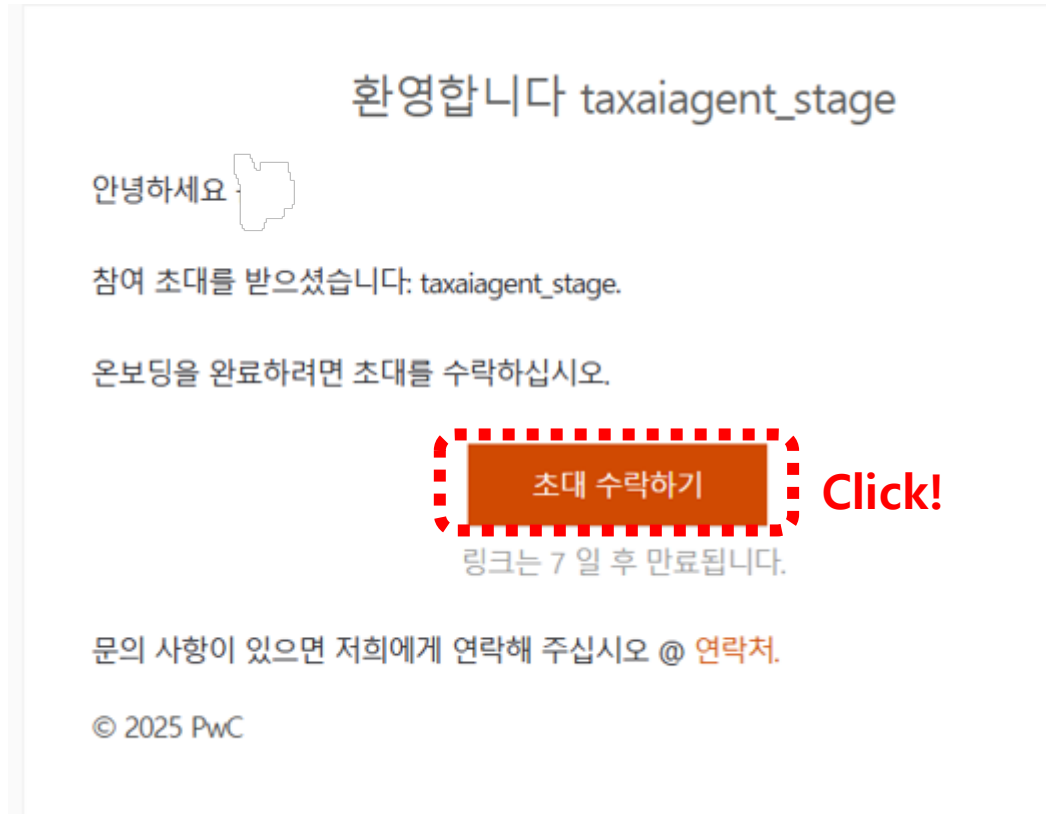 환영합니다 taxaiagent_stage
안녕하세요
참여 초대를 받으셨습니다: taxaiagent_stage.
온보딩을 완료하려면 초대를 수락하십시오.
초대 수락하기
Click!
링크는 7 일 후 만료됩니다.
문의 사항이 있으면 저희에게 연락해 주십시오 @ 연락처.
© 2025 PwC